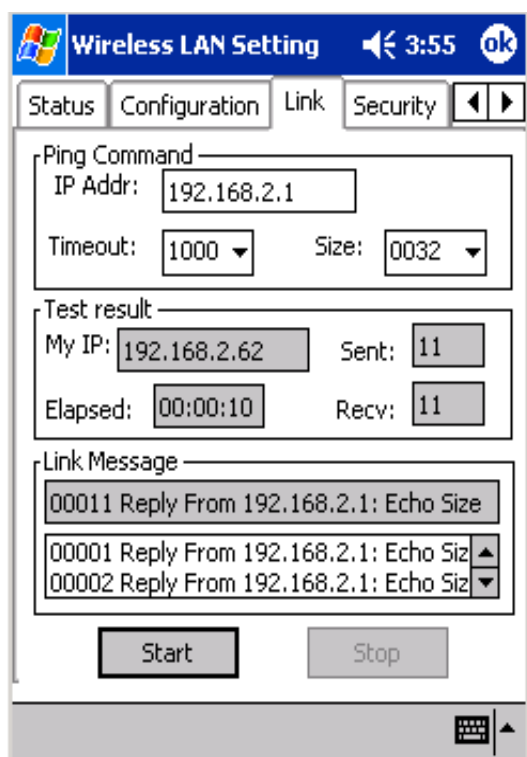 Wireless LAN Setting 3:55 ok
Status Configuration Link Security
Ping Command
IP Addr: 192.168.2.1
Timeout: 1000 Size: 0032
Test result
My IP: 192.168.2.62 Sent: 11
Elapsed: 00:00:10 Recv: 11
Link Message
00011 Reply From 192.168.2.1: Echo Size
00001 Reply From 192.168.2.1: Echo Siz
00002 Reply From 192.168.2.1: Echo Siz
Start Stop